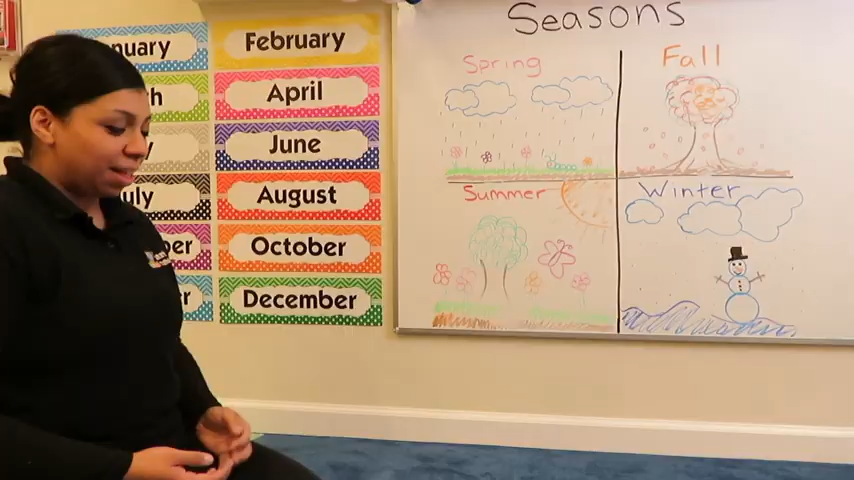 Seasons
Spring
Fall
Summer
Winter
February
April
June
August
October
December